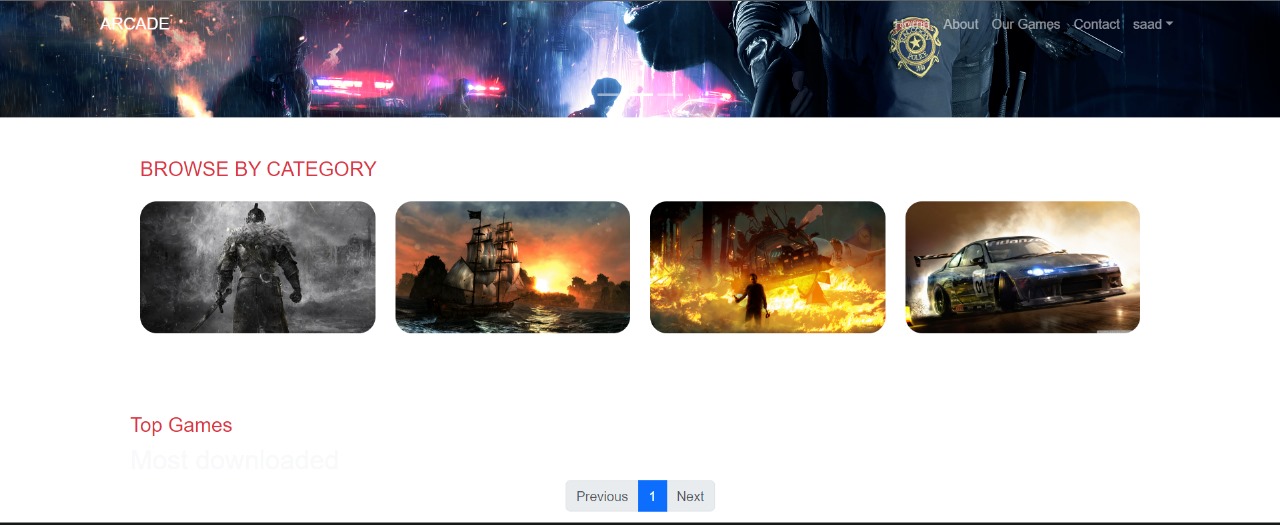 ARCADE
Home About Our Games Contact saad
BROWSE BY CATEGORY
Top Games
Most downloaded
Previous 1 Next